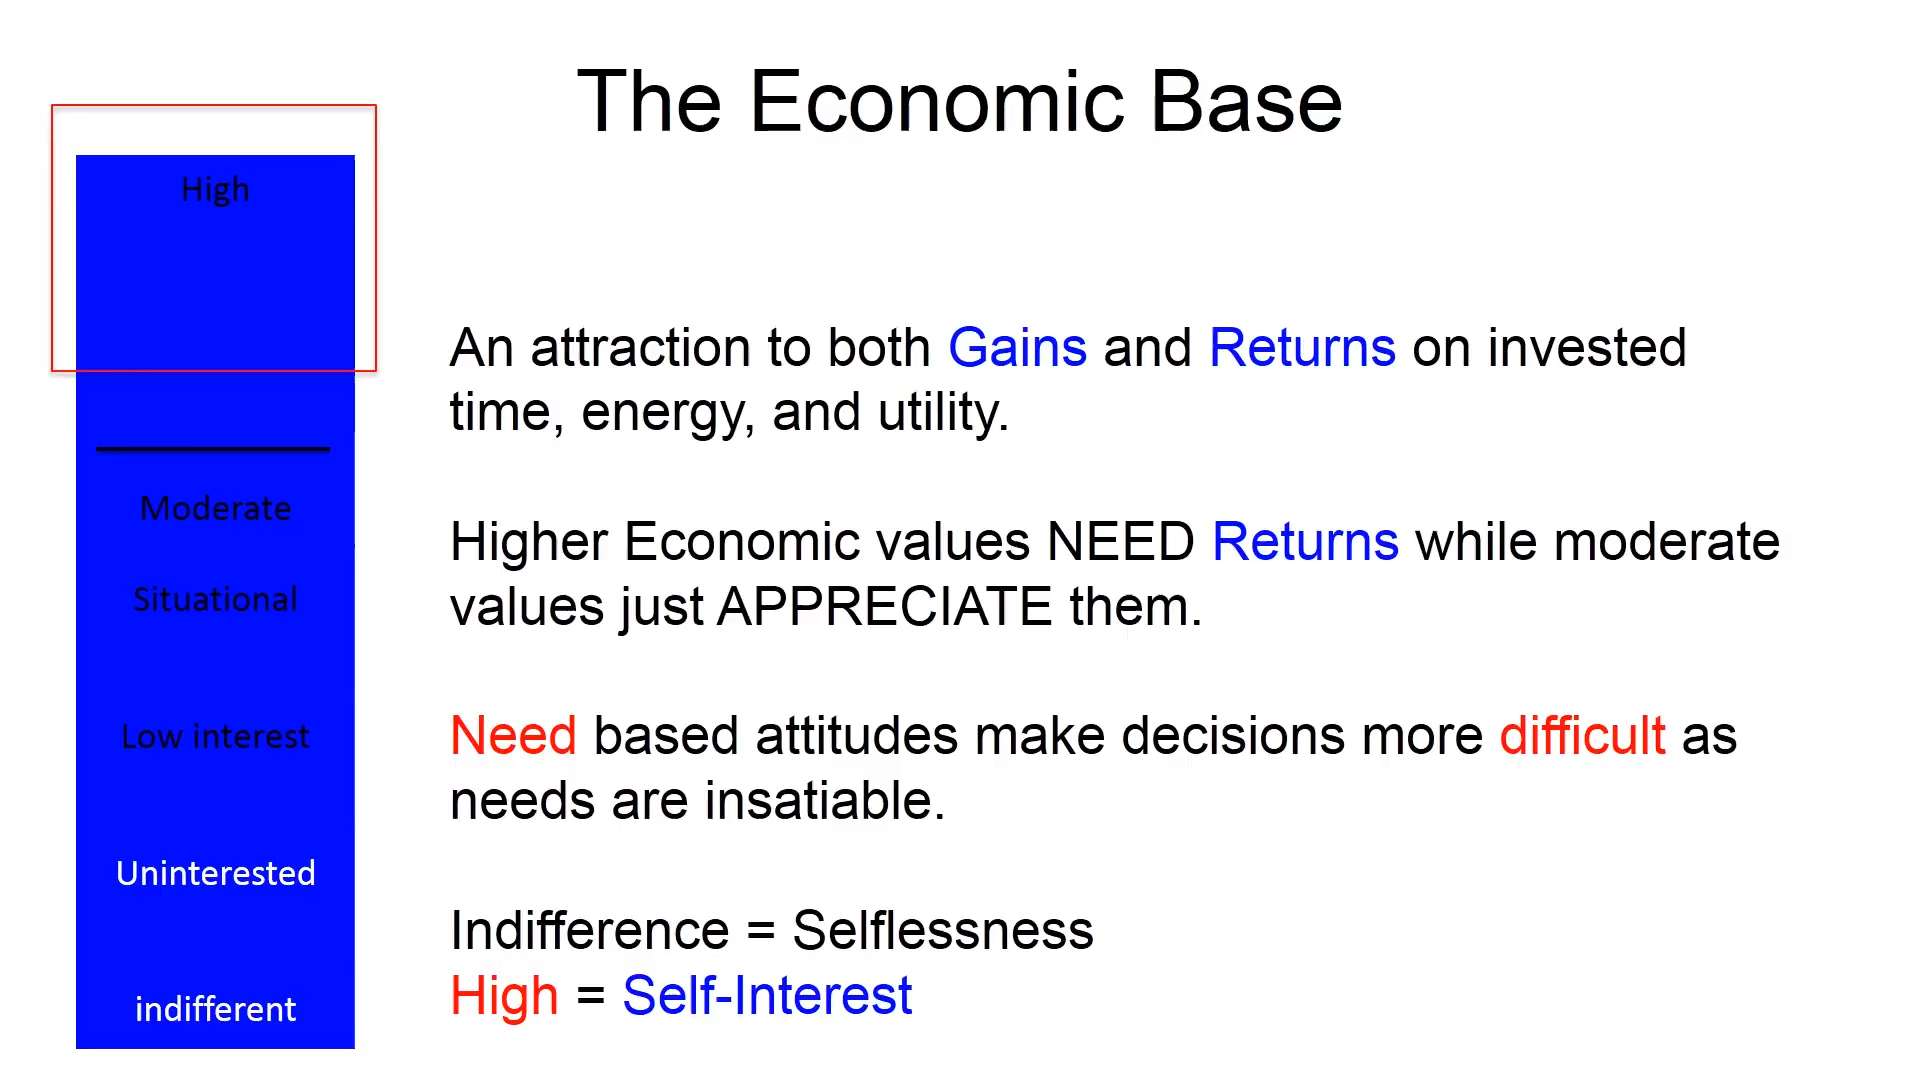 The Economic Base
High
Moderate
Situational
Low interest
Uninterested
indifferent
An attraction to both Gains and Returns on invested
time, energy, and utility.
Higher Economic values NEED Returns while moderate
values just APPRECIATE them.
Need based attitudes make decisions more difficult as
needs are insatiable.
Indifference = Selflessness
High = Self-Interest